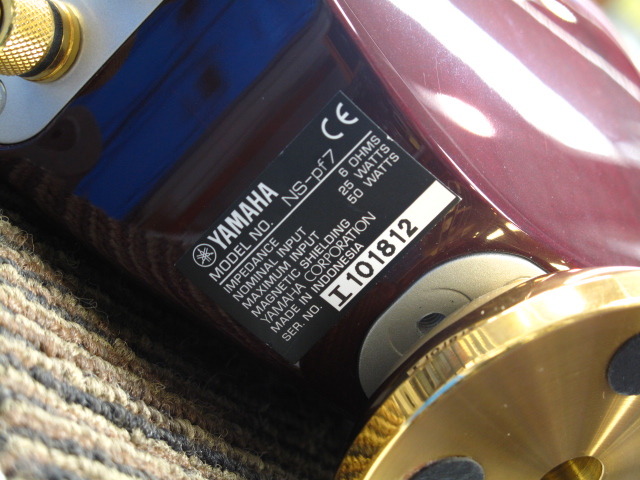 YAMAHA CE
MODEL NO. NS-pf7
IMPEDANCE 6 OHMS
NOMINAL INPUT 25 WATTS
MAXIMUM INPUT 50 WATTS
MAGNETIC SHIELDING
YAMAHA CORPORATION
MADE IN INDONESIA
SER. NO. I 101812